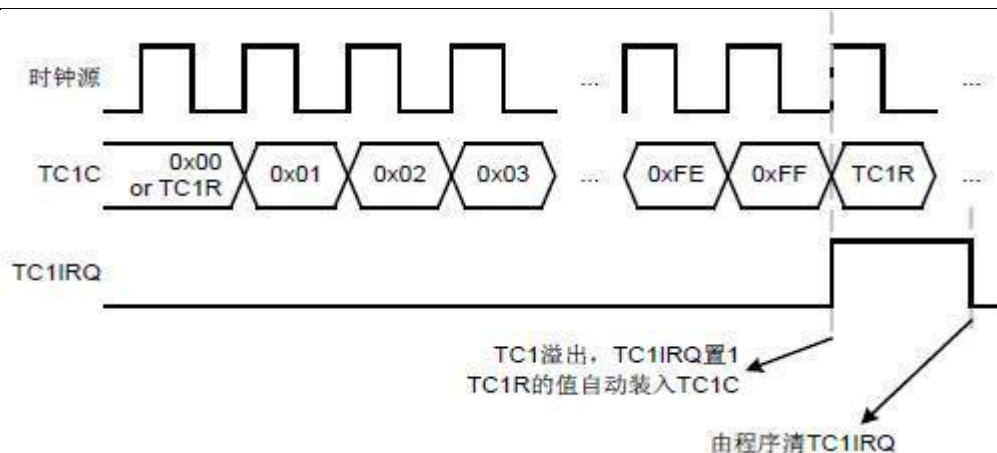 时钟源
... ...
TC1C
0x00
or TC1R
0x01
0x02
0x03
...
0xFE
0xFF
TC1R
...
TC1IRQ
TC1溢出，TC1IRQ置1
TC1R的值自动装入TC1C
由程序清TC1IRQ